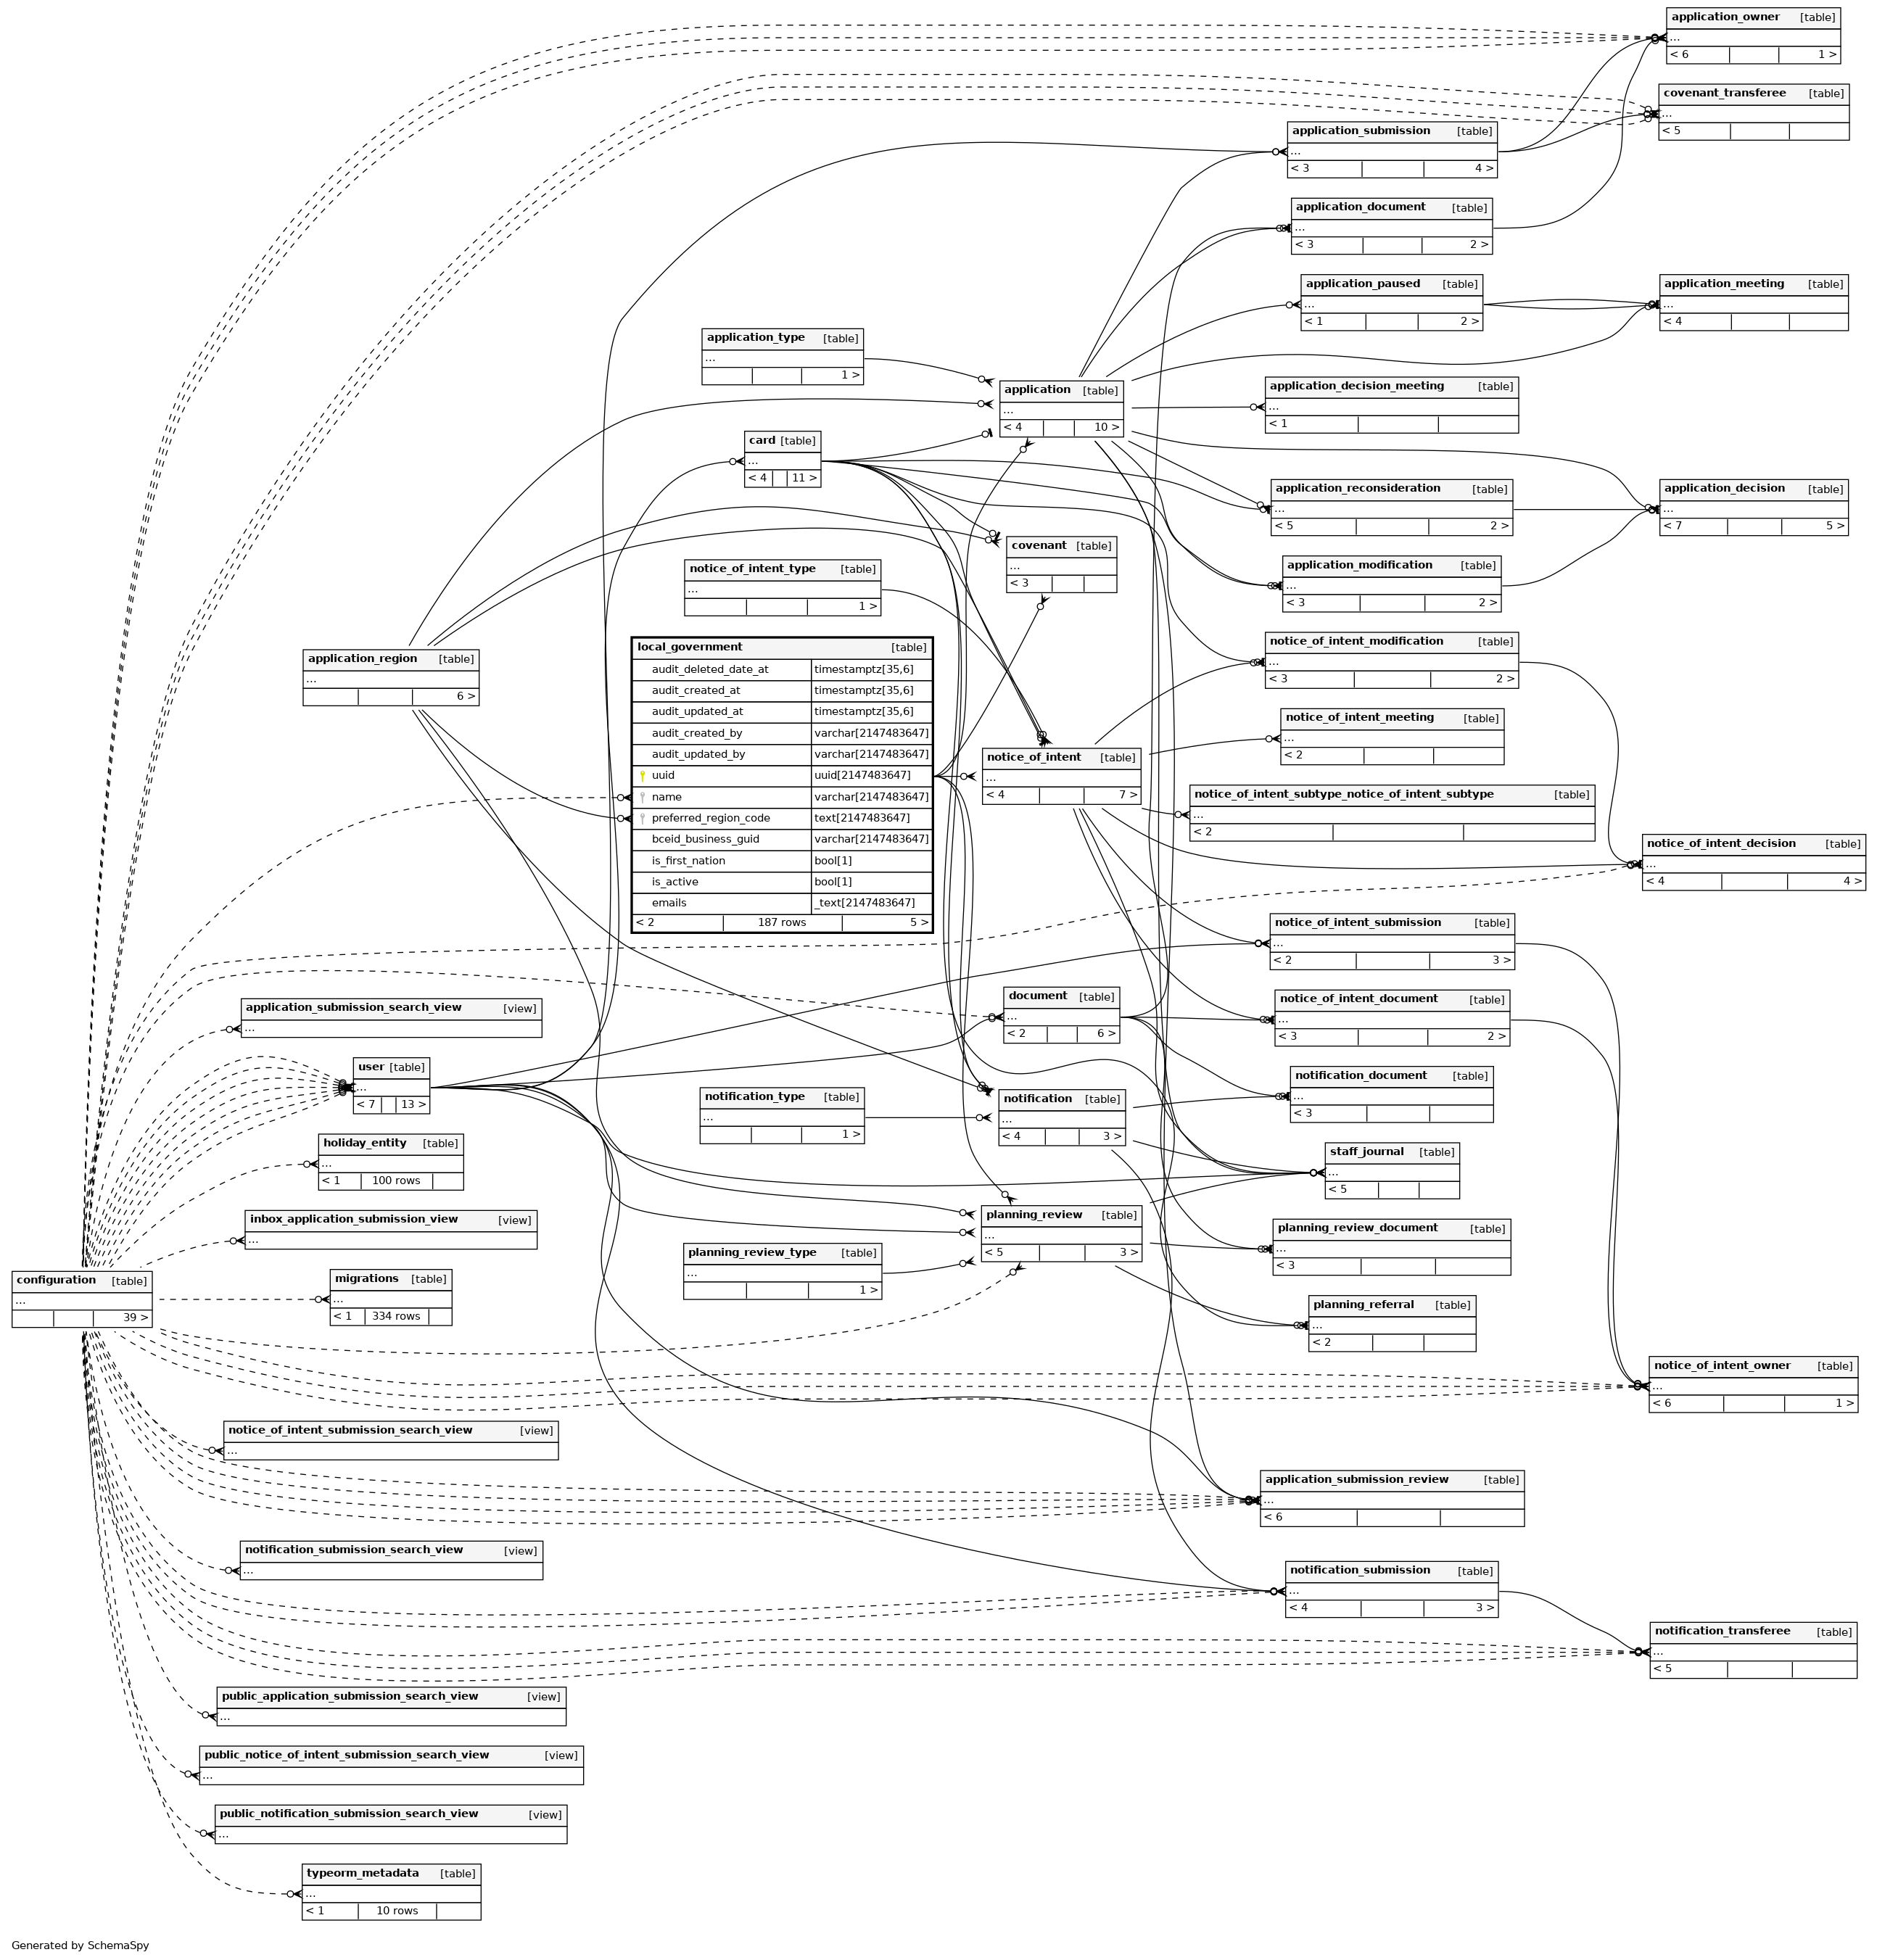 application_owner [table]
...
< 6 1 >
covenant_transferee [table]
...
< 5
application_submission [table]
...
< 3 4 >
application_document [table]
...
< 3 2 >
application_paused [table]
...
< 1 2 >
application_meeting [table]
...
< 4
application_type [table]
...
1 >
application [table]
...
< 4 10 >
application_decision_meeting [table]
...
< 1
card [table]
...
< 4 11 >
application_reconsideration [table]
...
< 5 2 >
application_decision [table]
...
< 7 5 >
covenant [table]
...
< 3
application_modification [table]
...
< 3 2 >
notice_of_intent_type [table]
...
1 >
notice_of_intent_modification [table]
...
< 3 2 >
application_region [table]
...
6 >
local_government [table]
audit_deleted_date_at timestamptz[35,6]
audit_created_at timestamptz[35,6]
audit_updated_at timestamptz[35,6]
audit_created_by varchar[2147483647]
audit_updated_by varchar[2147483647]
uuid uuid[2147483647]
name varchar[2147483647]
preferred_region_code text[2147483647]
bceid_business_guid varchar[2147483647]
is_first_nation bool[1]
is_active bool[1]
emails _text[2147483647]
< 2 187 rows 5 >
notice_of_intent_meeting [table]
...
< 2
notice_of_intent [table]
...
< 4 7 >
notice_of_intent_subtype_notice_of_intent_subtype [table]
...
< 2
notice_of_intent_decision [table]
...
< 4 4 >
notice_of_intent_submission [table]
...
< 2 3 >
document [table]
...
< 2 6 >
notice_of_intent_document [table]
...
< 3 2 >
application_submission_search_view [view]
...
user [table]
...
< 7 13 >
notification_document [table]
...
< 3
notification_type [table]
...
1 >
notification [table]
...
< 4 3 >
holiday_entity [table]
...
< 1 100 rows
staff_journal [table]
...
< 5
inbox_application_submission_view [view]
...
planning_review [table]
...
< 5 3 >
planning_review_document [table]
...
< 3
planning_review_type [table]
...
1 >
configuration [table]
...
39 >
migrations [table]
...
< 1 334 rows
planning_referral [table]
...
< 2
notice_of_intent_owner [table]
...
< 6 1 >
notice_of_intent_submission_search_view [view]
...
application_submission_review [table]
...
< 6
notification_submission_search_view [view]
...
notification_submission [table]
...
< 4 3 >
notification_transferee [table]
...
< 5
public_application_submission_search_view [view]
...
public_notice_of_intent_submission_search_view [view]
...
public_notification_submission_search_view [view]
...
typeorm_metadata [table]
...
< 1 10 rows
Generated by SchemaSpy